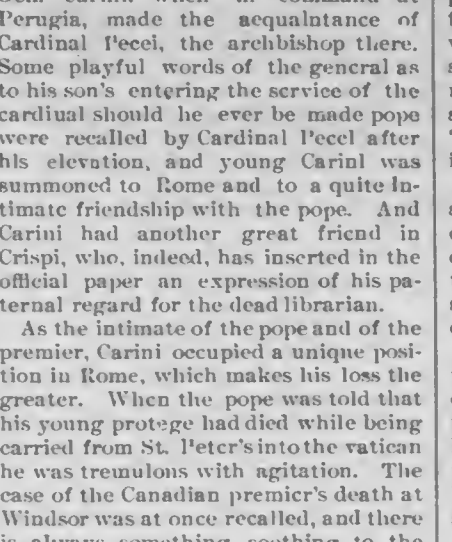 Perugia, made the acquaintance of
Cardinal Pecci, the archbishop there.
Some playful words of the general as
to his son's entering the service of the
cardinal should he ever be made pope
were recalled by Cardinal Pecci after
his elevation, and young Carini was
summoned to Rome and to a quite in-
timate friendship with the pope. And
Carini had another great friend in
Crispi, who, indeed, has inserted in the
official paper an expression of his pa-
ternal regard for the dead librarian.
As the intimate of the pope and of the
premier, Carini occupied a unique posi-
tion in Rome, which makes his loss the
greater. When the pope was told that
his young protege had died while being
carried from St. Peter's into the vatican
he was tremulous with agitation. The
case of the Canadian premier's death at
Windsor was at once recalled, and there
is always something soothing to the